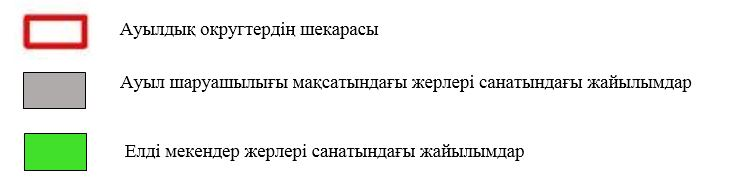 Ауылдық округтердің шекарасы
Ауыл шаруашылығы мақсатындағы жерлері санатындағы жайылымдар
Елді мекендер жерлері санатындағы жайылымдар